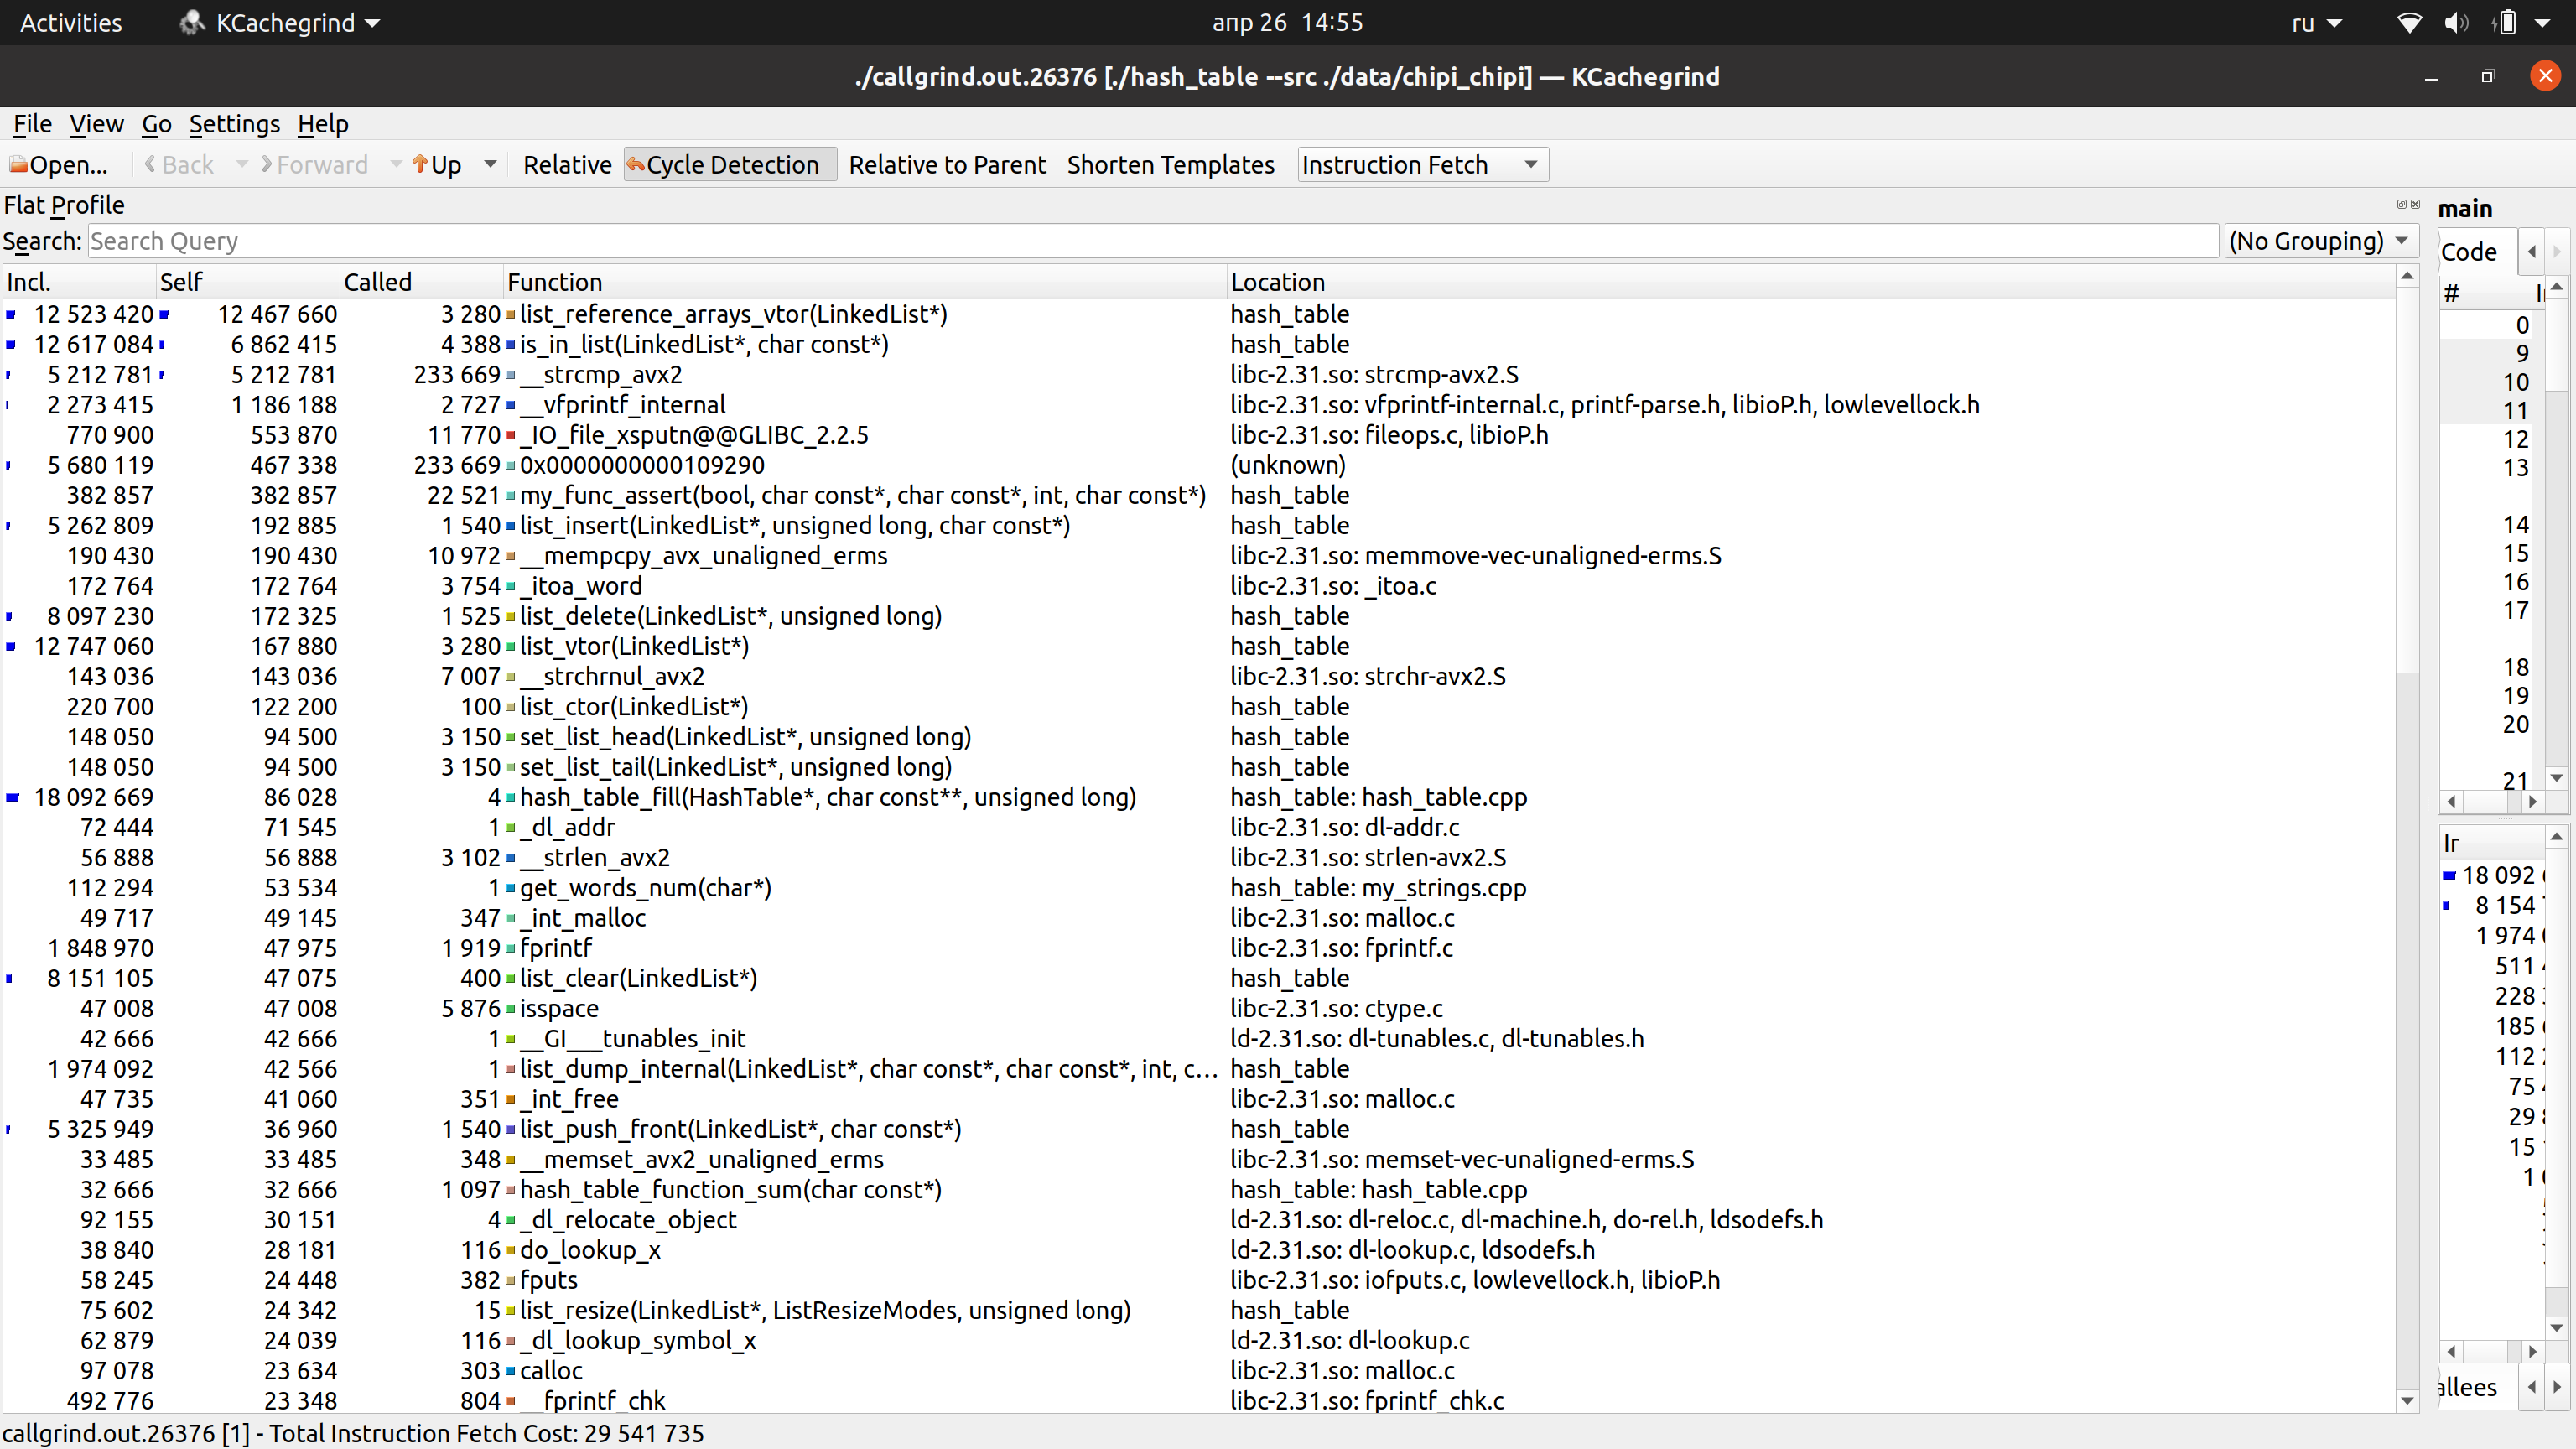 Activities KCachegrind апр 26 14:55 ru
./callgrind.out.26376 [./hash_table --src ./data/chipi_chipi] — KCachegrind
File View Go Settings Help
Open... Back Forward Up Relative Cycle Detection Relative to Parent Shorten Templates Instruction Fetch
Flat Profile
Search: Search Query (No Grouping)
Incl. Self Called Function Location
12 523 420 12 467 660 3 280 list_reference_arrays_vtor(LinkedList*) hash_table
12 617 084 6 862 415 4 388 is_in_list(LinkedList*, char const*) hash_table
5 212 781 5 212 781 233 669 __strcmp_avx2 libc-2.31.so: strcmp-avx2.S
2 273 415 1 186 188 2 727 __vfprintf_internal libc-2.31.so: vfprintf-internal.c, printf-parse.h, libioP.h, lowlevellock.h
770 900 553 870 11 770 _IO_file_xsputn@@GLIBC_2.2.5 libc-2.31.so: fileops.c, libioP.h
5 680 119 467 338 233 669 0x0000000000109290 (unknown)
382 857 382 857 22 521 my_func_assert(bool, char const*, char const*, int, char const*) hash_table
5 262 809 192 885 1 540 list_insert(LinkedList*, unsigned long, char const*) hash_table
190 430 190 430 10 972 __mempcpy_avx_unaligned_erms libc-2.31.so: memmove-vec-unaligned-erms.S
172 764 172 764 3 754 _itoa_word libc-2.31.so: _itoa.c
8 097 230 172 325 1 525 list_delete(LinkedList*, unsigned long) hash_table
12 747 060 167 880 3 280 list_vtor(LinkedList*) hash_table
143 036 143 036 7 007 __strchrnul_avx2 libc-2.31.so: strchr-avx2.S
220 700 122 200 100 list_ctor(LinkedList*) hash_table
148 050 94 500 3 150 set_list_head(LinkedList*, unsigned long) hash_table
148 050 94 500 3 150 set_list_tail(LinkedList*, unsigned long) hash_table
18 092 669 86 028 4 hash_table_fill(HashTable*, char const**, unsigned long) hash_table: hash_table.cpp
72 444 71 545 1 _dl_addr libc-2.31.so: dl-addr.c
56 888 56 888 3 102 __strlen_avx2 libc-2.31.so: strlen-avx2.S
112 294 53 534 1 get_words_num(char*) hash_table: my_strings.cpp
49 717 49 145 347 _int_malloc libc-2.31.so: malloc.c
1 848 970 47 975 1 919 fprintf libc-2.31.so: fprintf.c
8 151 105 47 075 400 list_clear(LinkedList*) hash_table
47 008 47 008 5 876 isspace libc-2.31.so: ctype.c
42 666 42 666 1 __GI___tunables_init ld-2.31.so: dl-tunables.c, dl-tunables.h
1 974 092 42 566 1 list_dump_internal(LinkedList*, char const*, char const*, int, c... hash_table
47 735 41 060 351 _int_free libc-2.31.so: malloc.c
5 325 949 36 960 1 540 list_push_front(LinkedList*, char const*) hash_table
33 485 33 485 348 __memset_avx2_unaligned_erms libc-2.31.so: memset-vec-unaligned-erms.S
32 666 32 666 1 097 hash_table_function_sum(char const*) hash_table: hash_table.cpp
92 155 30 151 4 _dl_relocate_object ld-2.31.so: dl-reloc.c, dl-machine.h, do-rel.h, ldsodefs.h
38 840 28 181 116 do_lookup_x ld-2.31.so: dl-lookup.c, ldsodefs.h
58 245 24 448 382 fputs libc-2.31.so: iofputs.c, lowlevellock.h, libioP.h
75 602 24 342 15 list_resize(LinkedList*, ListResizeModes, unsigned long) hash_table
62 879 24 039 116 _dl_lookup_symbol_x ld-2.31.so: dl-lookup.c
97 078 23 634 303 calloc libc-2.31.so: malloc.c
492 776 23 348 804 __fprintf_chk libc-2.31.so: fprintf_chk.c
main
Code
#
0
9
10
11
12
13
14
15
16
17
18
19
20
21
Ir
18 092
8 154
1 974
511
228
185
112
75
29
15
1
allees
callgrind.out.26376 [1] - Total Instruction Fetch Cost: 29 541 735